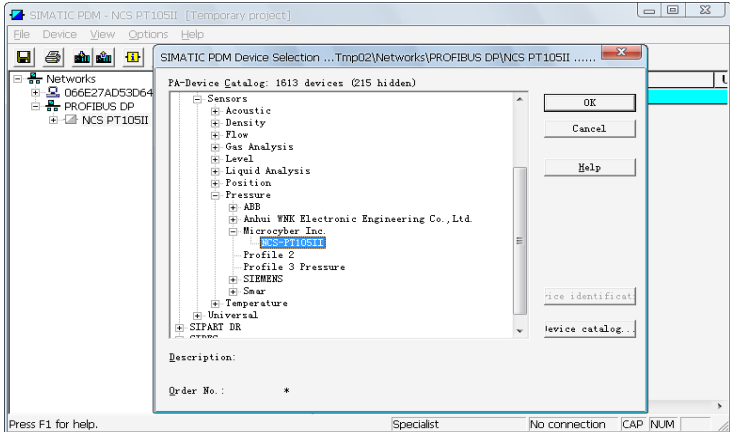 SIMATIC PDM - NCS PT105II [Temporary project]
File Device View Options Help
SIMATIC PDM Device Selection ...Tmp02\Networks\PROFIBUS DP\NCS PT105II ......
Networks
066E27AD53D64
PROFIBUS DP
NCS PT105II
PA-Device Catalog: 1613 devices (215 hidden)
Sensors
Acoustic
Density
Flow
Gas Analysis
Level
Liquid Analysis
Position
Pressure
ABB
Anhui WNK Electronic Engineering Co., Ltd.
Microcyber Inc.
NCS-PT105II
Profile 2
Profile 3 Pressure
SIEMENS
Smar
Temperature
Universal
SIPART DR
OK
Cancel
Help
vice identificat
evice catalog...
Description:
Order No.: *
Press F1 for help.
Specialist
No connection
CAP
NUM